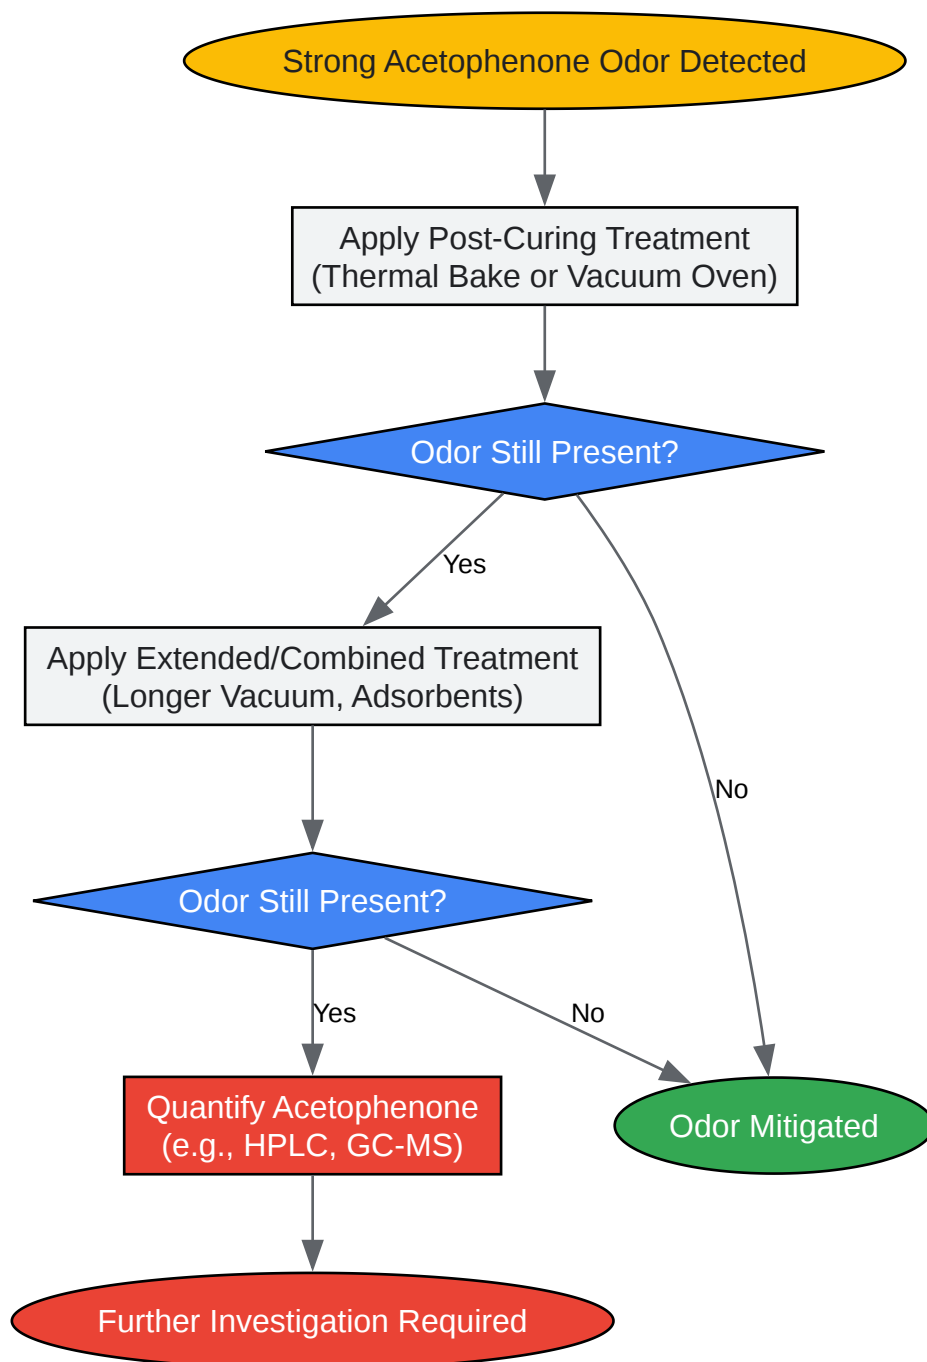 Strong Acetophenone Odor Detected
Apply Post-Curing Treatment
(Thermal Bake or Vacuum Oven)
Odor Still Present?
Yes
Apply Extended/Combined Treatment
(Longer Vacuum, Adsorbents)
No
Odor Still Present?
Yes
No
Quantify Acetophenone
(e.g., HPLC, GC-MS)
Odor Mitigated
Further Investigation Required